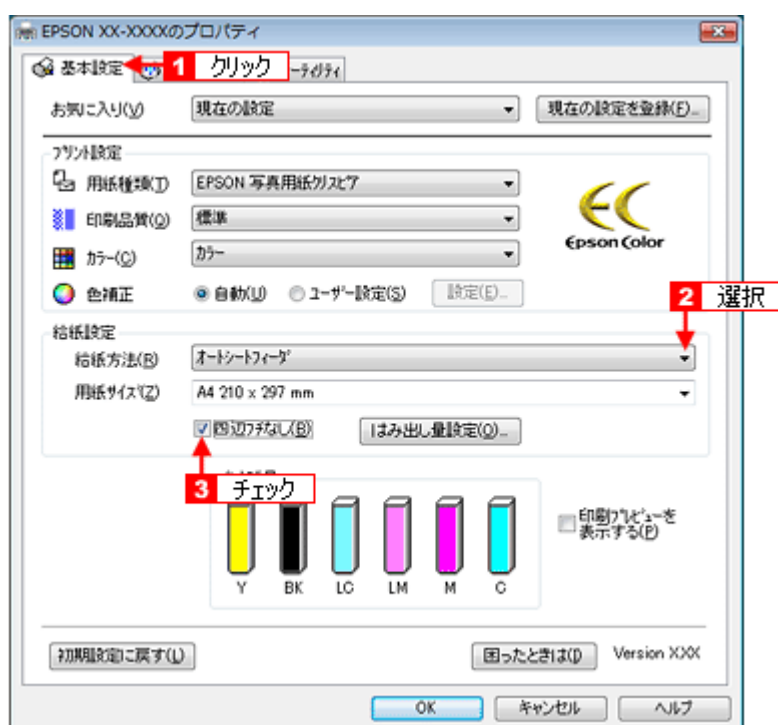 EPSON XX-XXXXのプロパティ
基本設定
1 クリック
ーティリティ
お気に入り(V) 現在の設定 現在の設定を登録(F)...
プリント設定
用紙種類(T) EPSON 写真用紙クリスピア
印刷品質(Q) 標準
カラー(C) カラー
色補正 自動(U) ユーザー設定(S) 設定(E)...
EC
Epson Color
2 選択
給紙設定
給紙方法(R) オートシートフィーダ
用紙サイズ(Z) A4 210 x 297 mm
四辺フチなし(B) はみ出し量設定(O)...
3 チェック
Y BK LC LM M C
印刷プレビューを
表示する(P)
初期設定に戻す(L) 困ったときは(I) Version X.XX
OK キャンセル ヘルプ